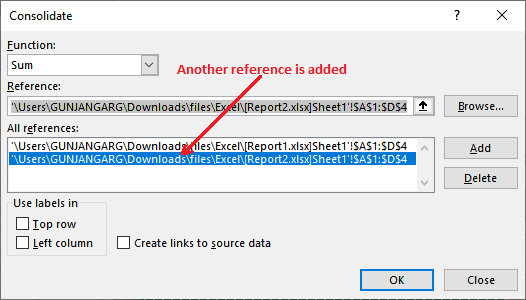 Consolidate
Function:
Sum
Another reference is added
Reference:
'\Users\GUNJANGARG\Downloads\files\Excel\[Report2.xlsx]Sheet1'!$A$1:$D$4
Browse...
All references:
'\Users\GUNJANGARG\Downloads\files\Excel\[Report1.xlsx]Sheet1'!$A$1:$D$4
'\Users\GUNJANGARG\Downloads\files\Excel\[Report2.xlsx]Sheet1'!$A$1:$D$4
Add
Delete
Use labels in
Top row
Left column
Create links to source data
OK
Close